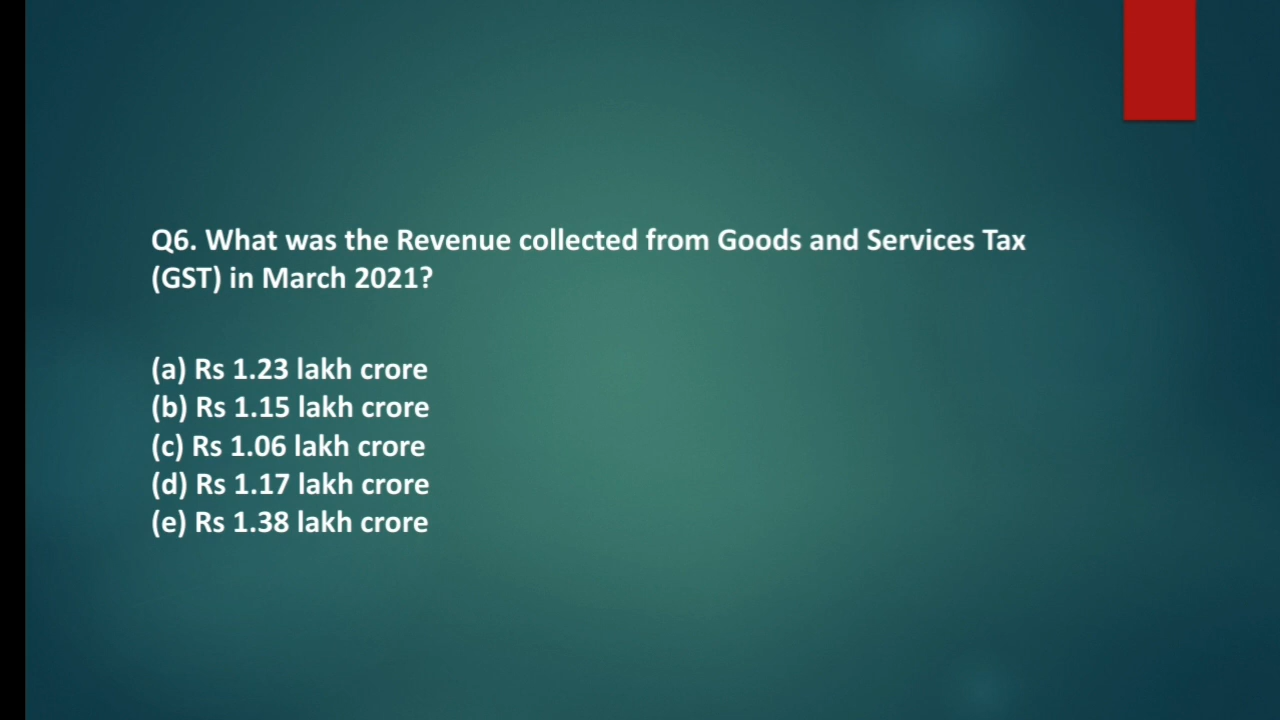 Q6. What was the Revenue collected from Goods and Services Tax
(GST) in March 2021?
(a) Rs 1.23 lakh crore
(b) Rs 1.15 lakh crore
(c) Rs 1.06 lakh crore
(d) Rs 1.17 lakh crore
(e) Rs 1.38 lakh crore